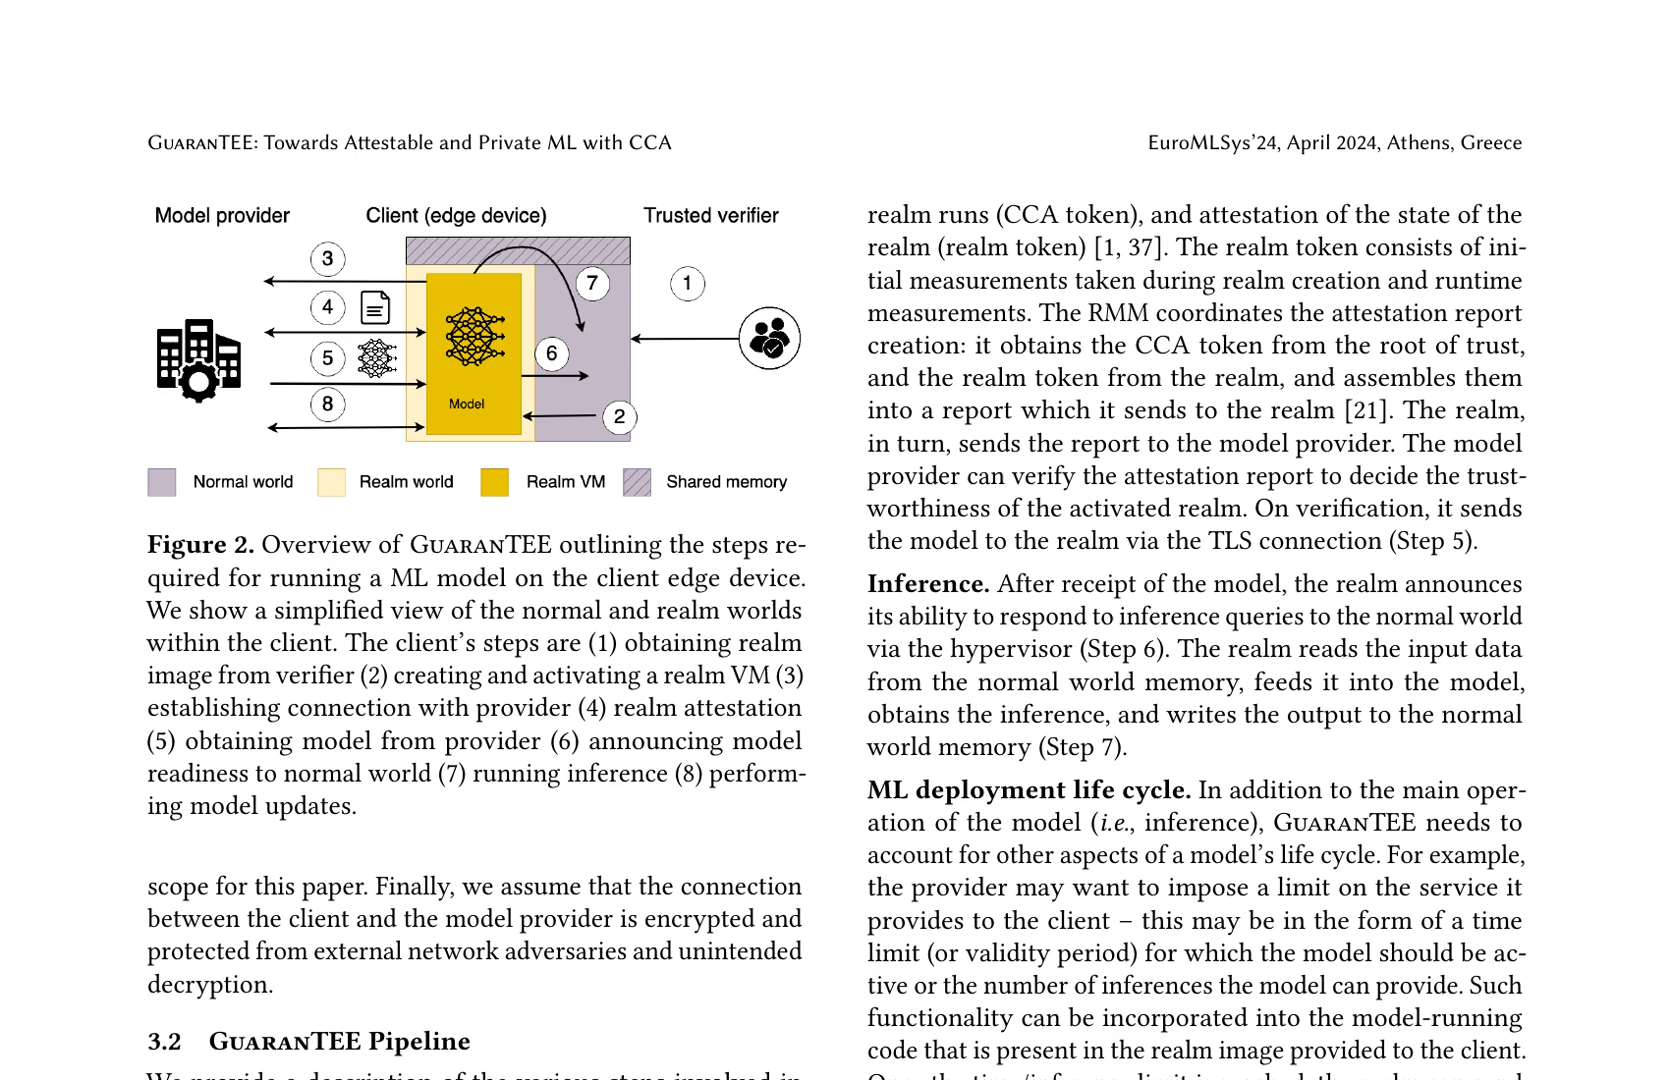 GuaranTEE: Towards Attestable and Private ML with CCA
EuroMLSys’24, April 2024, Athens, Greece
Model provider
Client (edge device)
Trusted verifier
3
4
5
8
7
6
2
1
Model
Normal world
Realm world
Realm VM
Shared memory
Figure 2. Overview of GuaranTEE outlining the steps re-
quired for running a ML model on the client edge device.
We show a simplified view of the normal and realm worlds
within the client. The client’s steps are (1) obtaining realm
image from verifier (2) creating and activating a realm VM (3)
establishing connection with provider (4) realm attestation
(5) obtaining model from provider (6) announcing model
readiness to normal world (7) running inference (8) perform-
ing model updates.
scope for this paper. Finally, we assume that the connection
between the client and the model provider is encrypted and
protected from external network adversaries and unintended
decryption.
3.2 GuaranTEE Pipeline
We provide a description of the various steps involved in
realm runs (CCA token), and attestation of the state of the
realm (realm token) [1, 37]. The realm token consists of ini-
tial measurements taken during realm creation and runtime
measurements. The RMM coordinates the attestation report
creation: it obtains the CCA token from the root of trust,
and the realm token from the realm, and assembles them
into a report which it sends to the realm [21]. The realm,
in turn, sends the report to the model provider. The model
provider can verify the attestation report to decide the trust-
worthiness of the activated realm. On verification, it sends
the model to the realm via the TLS connection (Step 5).
Inference. After receipt of the model, the realm announces
its ability to respond to inference queries to the normal world
via the hypervisor (Step 6). The realm reads the input data
from the normal world memory, feeds it into the model,
obtains the inference, and writes the output to the normal
world memory (Step 7).
ML deployment life cycle. In addition to the main oper-
ation of the model (i.e., inference), GuaranTEE needs to
account for other aspects of a model’s life cycle. For example,
the provider may want to impose a limit on the service it
provides to the client – this may be in the form of a time
limit (or validity period) for which the model should be ac-
tive or the number of inferences the model can provide. Such
functionality can be incorporated into the model-running
code that is present in the realm image provided to the client.